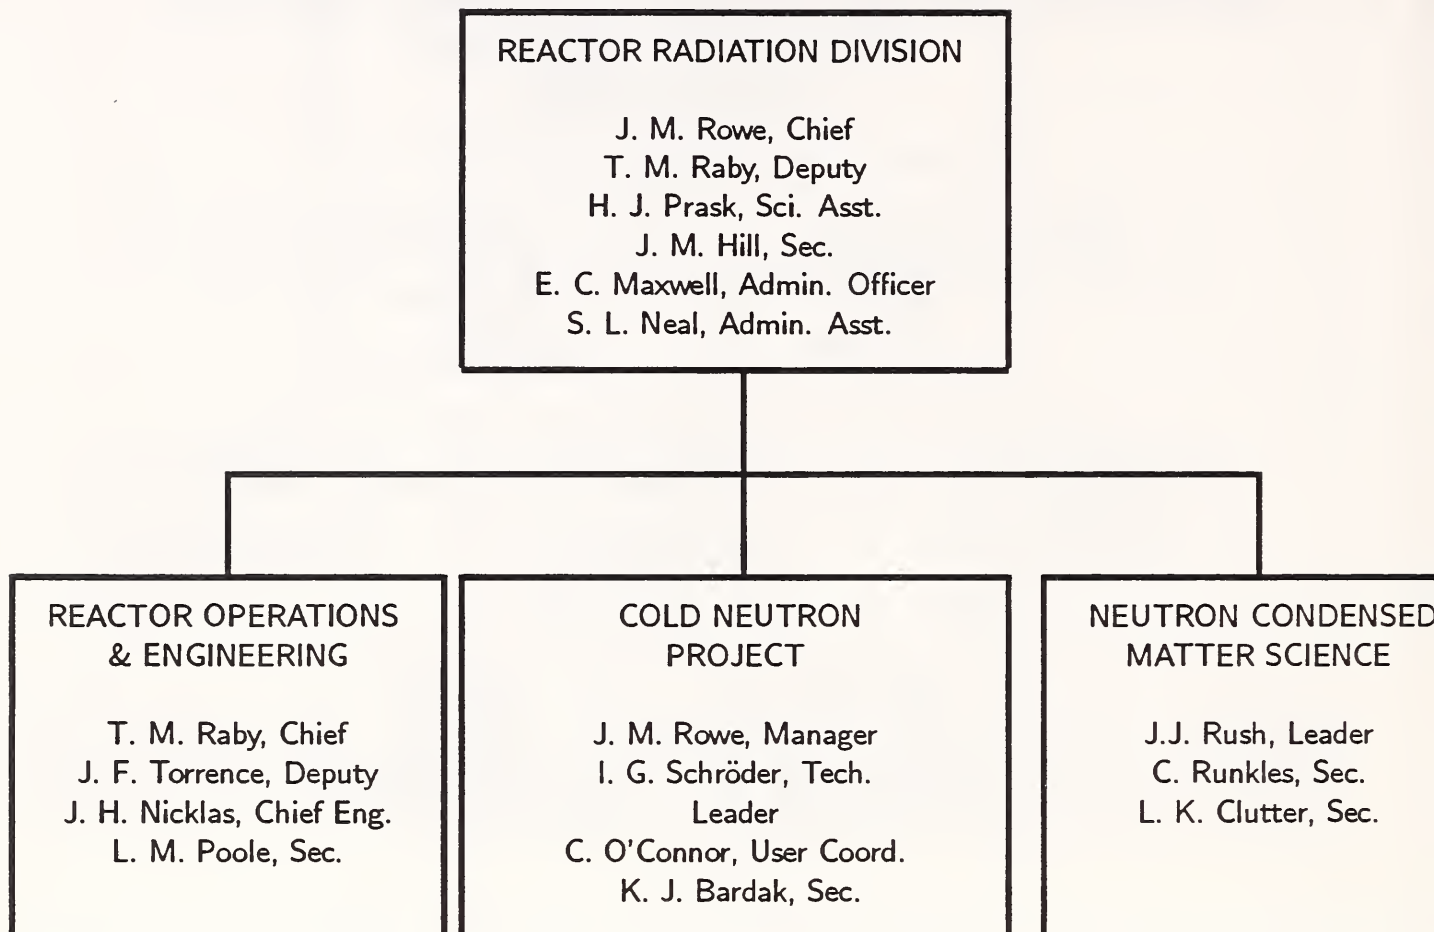 REACTOR RADIATION DIVISION
J. M. Rowe, Chief
T. M. Raby, Deputy
H. J. Prask, Sci. Asst.
J. M. Hill, Sec.
E. C. Maxwell, Admin. Officer
S. L. Neal, Admin. Asst.
REACTOR OPERATIONS
& ENGINEERING
T. M. Raby, Chief
J. F. Torrence, Deputy
J. H. Nicklas, Chief Eng.
L. M. Poole, Sec.
COLD NEUTRON
PROJECT
J. M. Rowe, Manager
I. G. Schröder, Tech.
Leader
C. O'Connor, User Coord.
K. J. Bardak, Sec.
NEUTRON CONDENSED
MATTER SCIENCE
J.J. Rush, Leader
C. Runkles, Sec.
L. K. Clutter, Sec.